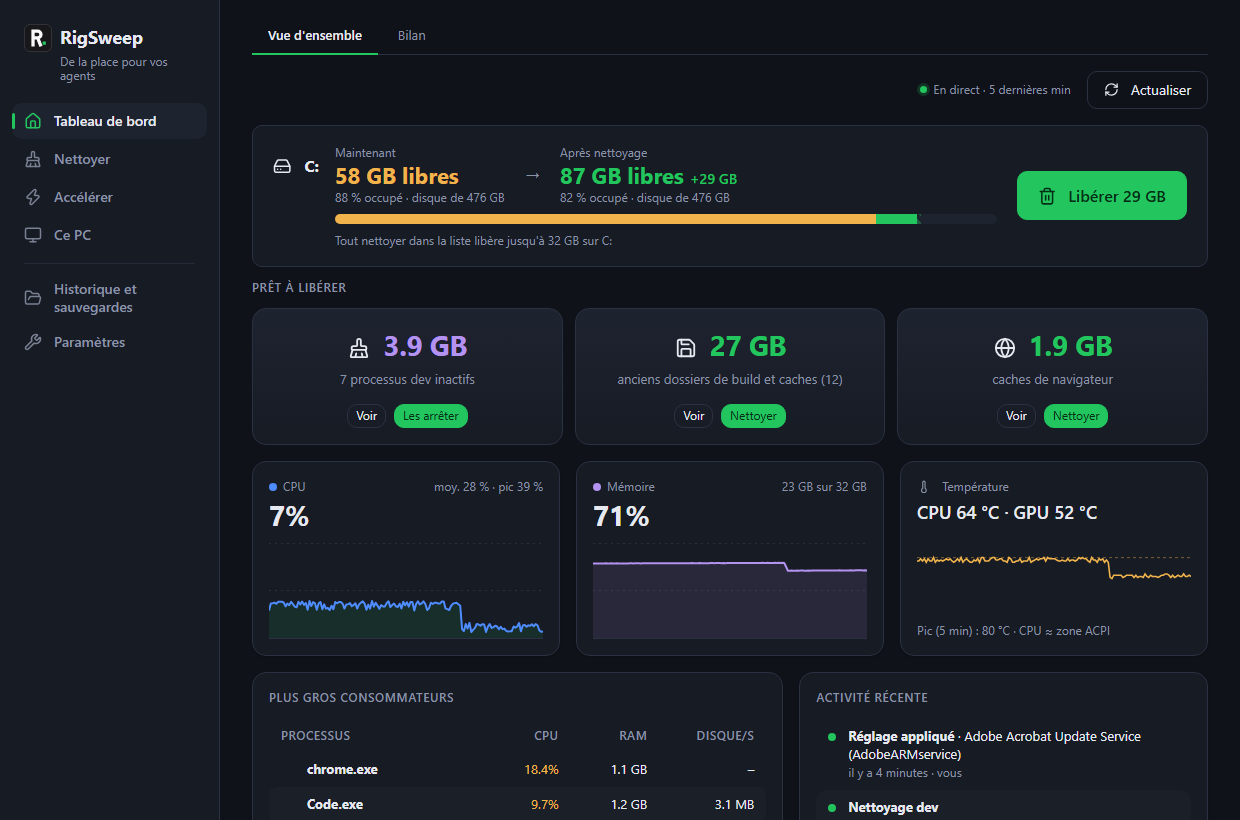 R.
RigSweep
De la place pour vos
agents
Tableau de bord
Nettoyer
Accélérer
Ce PC
Historique et
sauvegardes
Paramètres
Vue d'ensemble
Bilan
En direct · 5 dernières min
Actualiser
C:
Maintenant
58 GB libres
88 % occupé · disque de 476 GB
→
Après nettoyage
87 GB libres +29 GB
82 % occupé · disque de 476 GB
Tout nettoyer dans la liste libère jusqu'à 32 GB sur C:
Libérer 29 GB
PRÊT À LIBÉRER
3.9 GB
7 processus dev inactifs
Voir
Les arrêter
27 GB
anciens dossiers de build et caches (12)
Voir
Nettoyer
1.9 GB
caches de navigateur
Voir
Nettoyer
CPU
moy. 28 % · pic 39 %
7%
Mémoire
23 GB sur 32 GB
71%
Température
CPU 64 °C · GPU 52 °C
Pic (5 min) : 80 °C · CPU ≈ zone ACPI
PLUS GROS CONSOMMATEURS
PROCESSUS CPU RAM DISQUE/S
chrome.exe 18.4% 1.1 GB –
Code.exe 9.7% 1.2 GB 3.1 MB
ACTIVITÉ RÉCENTE
Réglage appliqué · Adobe Acrobat Update Service
(AdobeARMservice)
il y a 4 minutes · vous
Nettoyage dev